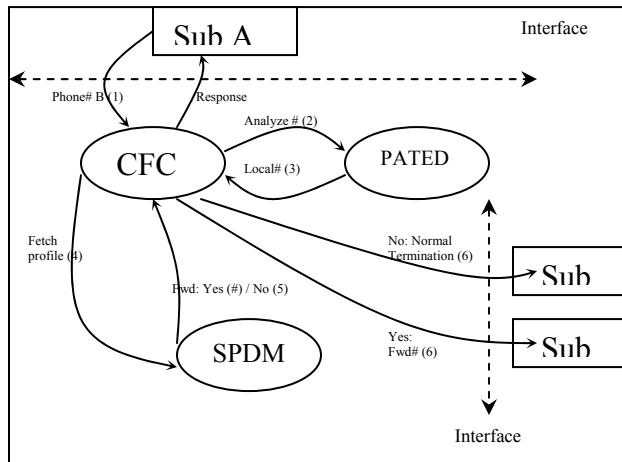 Sub A
Interface
Phone# B (1)
Response
Analyze # (2)
CFC
PATED
Local# (3)
Fetch
profile (4)
No: Normal
Termination (6)
Sub
Fwd: Yes (#) / No (5)
Yes:
Fwd# (6)
Sub
SPDM
Interface